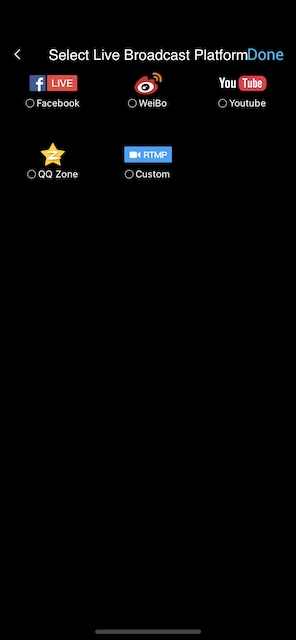 Select Live Broadcast Platform Done
f LIVE
You Tube
Facebook
WeiBo
Youtube
Z
RTMP
QQ Zone
Custom